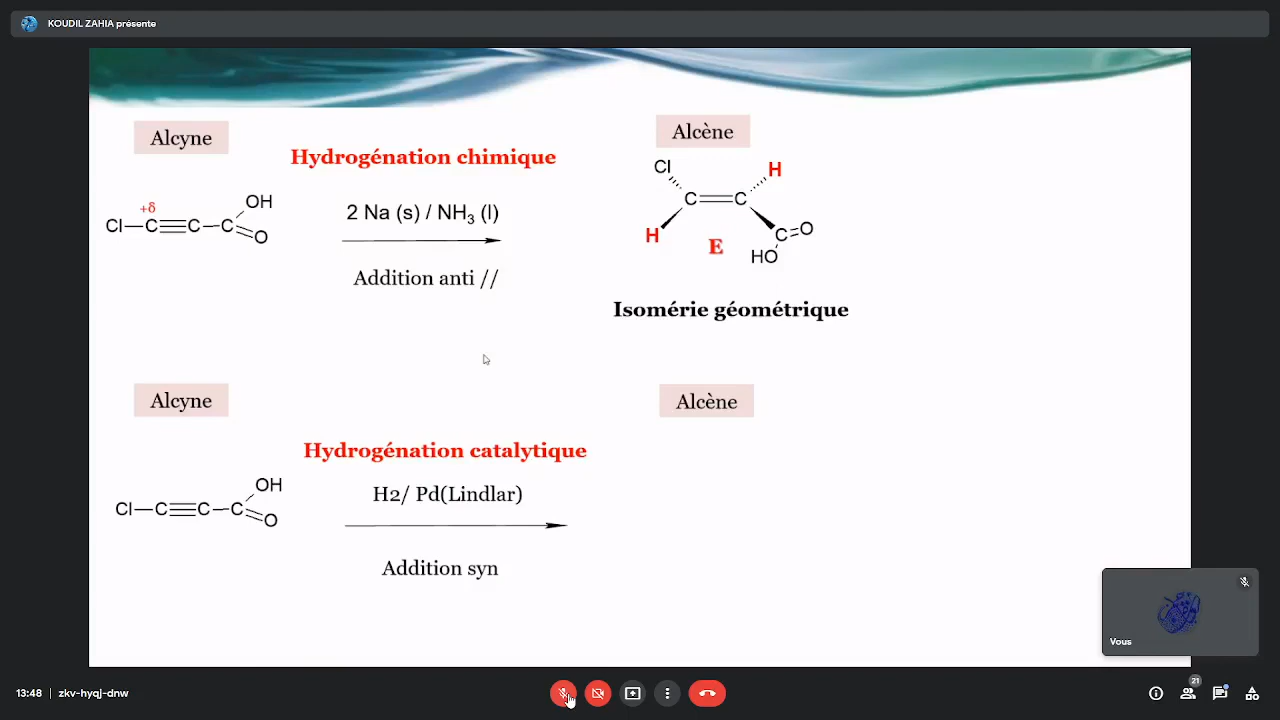 KOUDIL ZAHIA présente
Alcyne
Hydrogénation chimique
Alcène
+δ
Cl C C C OH O
2 Na (s) / NH₃ (l)
Addition anti //
Cl H
C C
H E C O
HO
Isomérie géométrique
Alcyne
Alcène
Hydrogénation catalytique
Cl C C C OH O
H2/ Pd(Lindlar)
Addition syn
Vous
13:48 zkv-hyqj-dnw
21